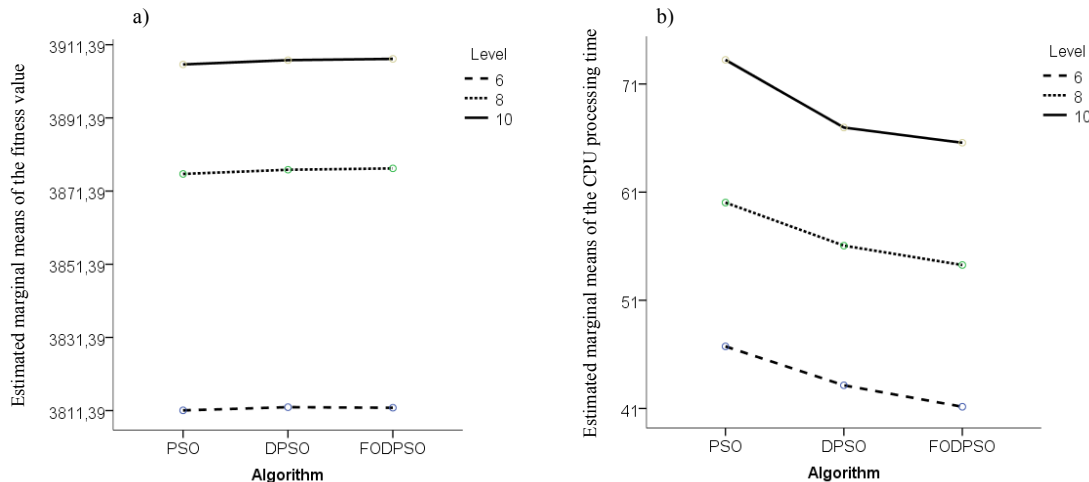 a)
Estimated marginal means of the fitness value
3911,39
3891,39
3871,39
3851,39
3831,39
3811,39
PSO
DPSO
FODPSO
Algorithm
Level
6
8
10
b)
Estimated marginal means of the CPU processing time
71
61
51
41
PSO
DPSO
FODPSO
Algorithm
Level
6
8
10